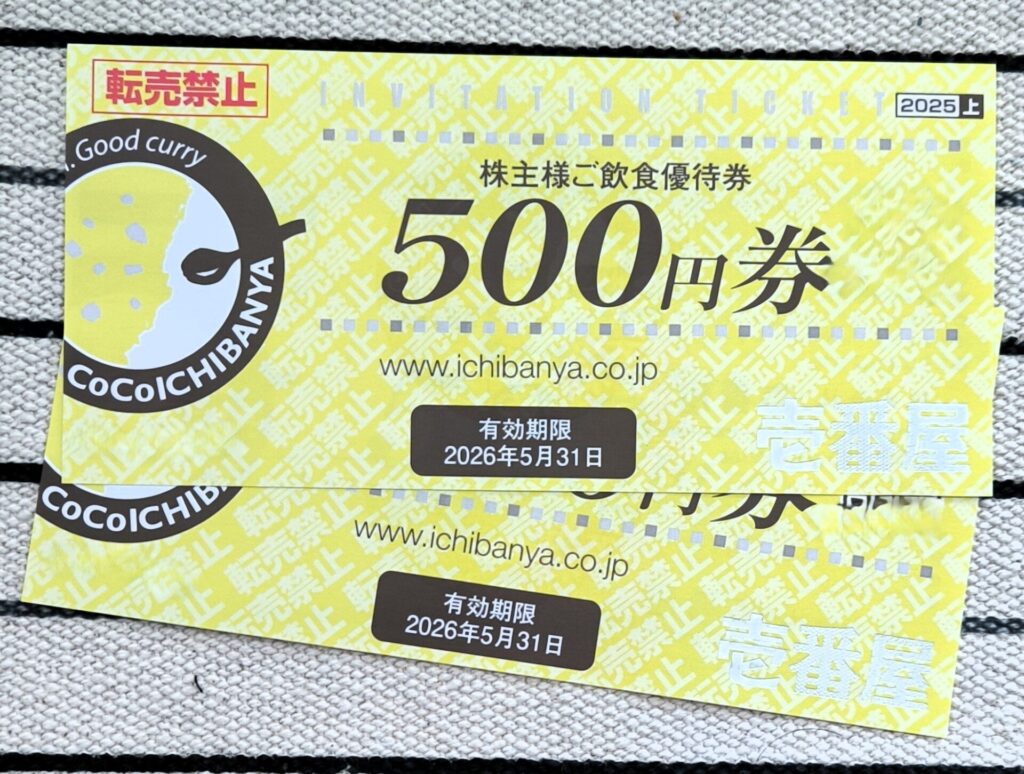 転売禁止
INVITATION TICKET
2025上
. Good curry
株主様ご飲食優待券
500円券
CoCoICHIBANYA
www.ichibanya.co.jp
有効期限
2026年5月31日
壱番屋
円券
CoCoICHIBA
www.ichibanya.co.jp
有効期限
2026年5月31日
壱番屋